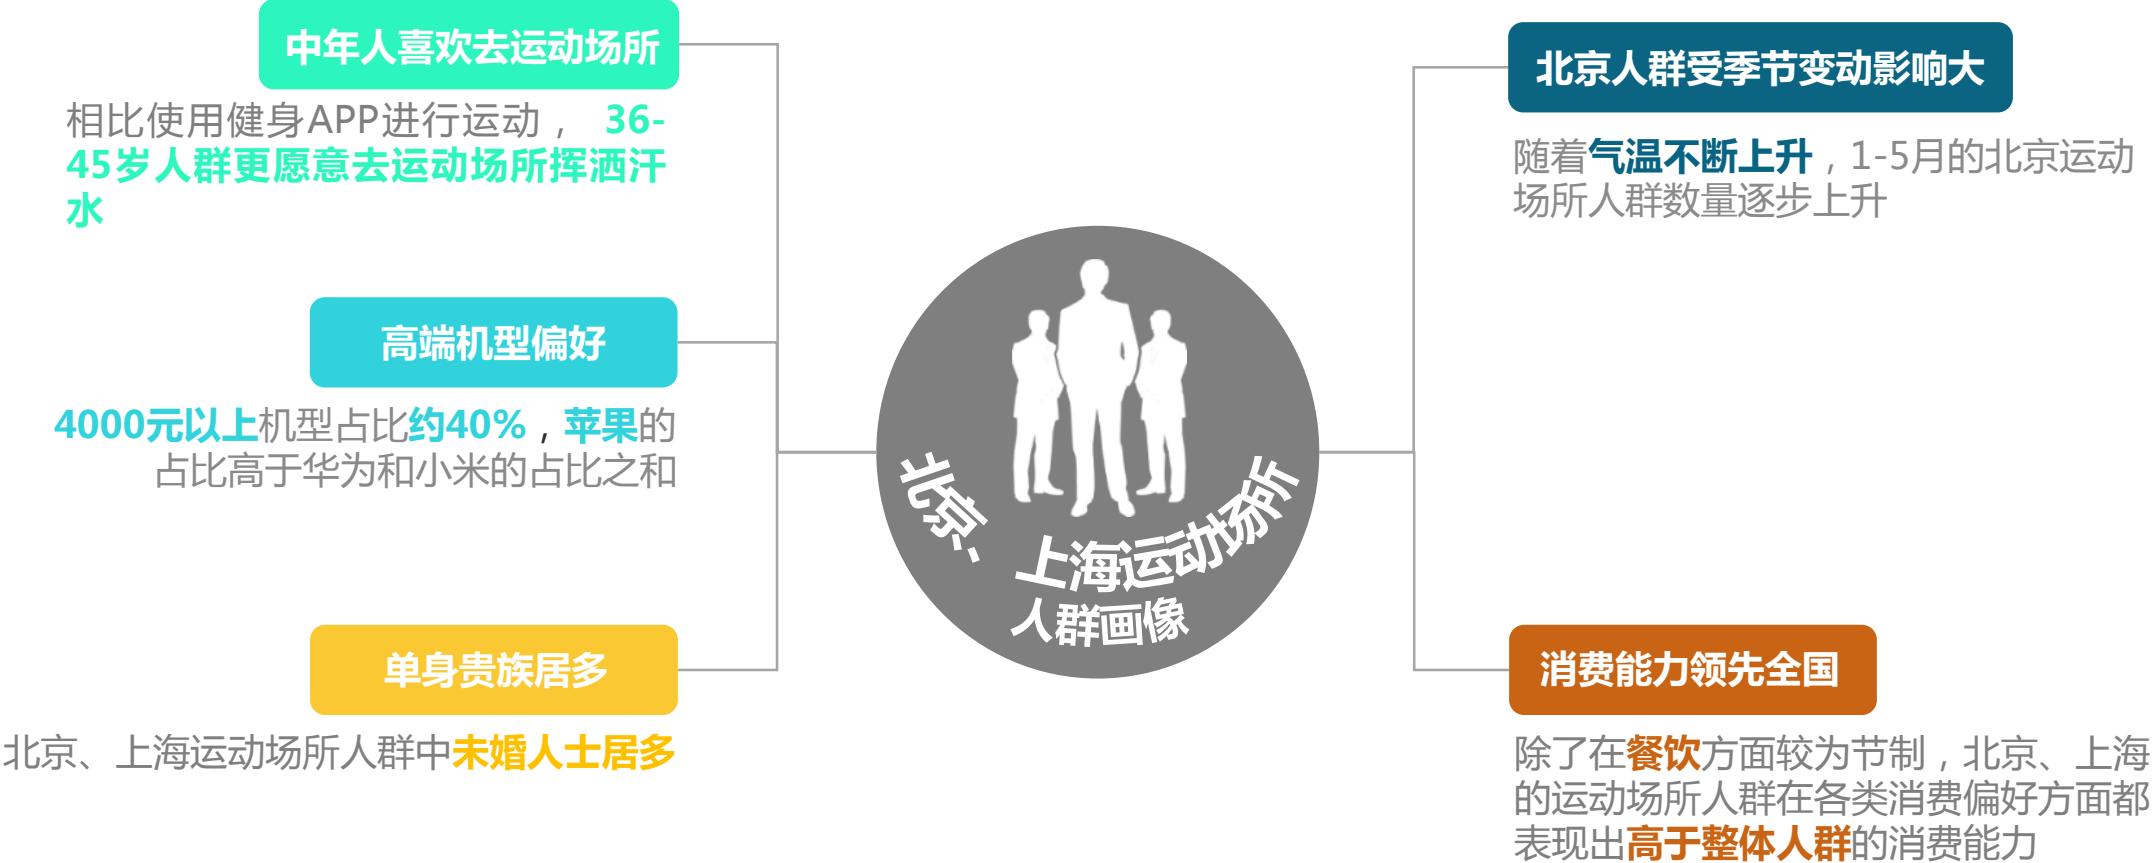 中年人喜欢去运动场所
相比使用健身APP进行运动， 36-
45岁人群更愿意去运动场所挥洒汗
水
高端机型偏好
4000元以上机型占比约40%，苹果的
占比高于华为和小米的占比之和
单身贵族居多
北京、上海运动场所人群中未婚人士居多
北京、上海运动场所
人群画像
北京人群受季节变动影响大
随着气温不断上升，1-5月的北京运动
场所人群数量逐步上升
消费能力领先全国
除了在餐饮方面较为节制，北京、上海
的运动场所人群在各类消费偏好方面都
表现出高于整体人群的消费能力